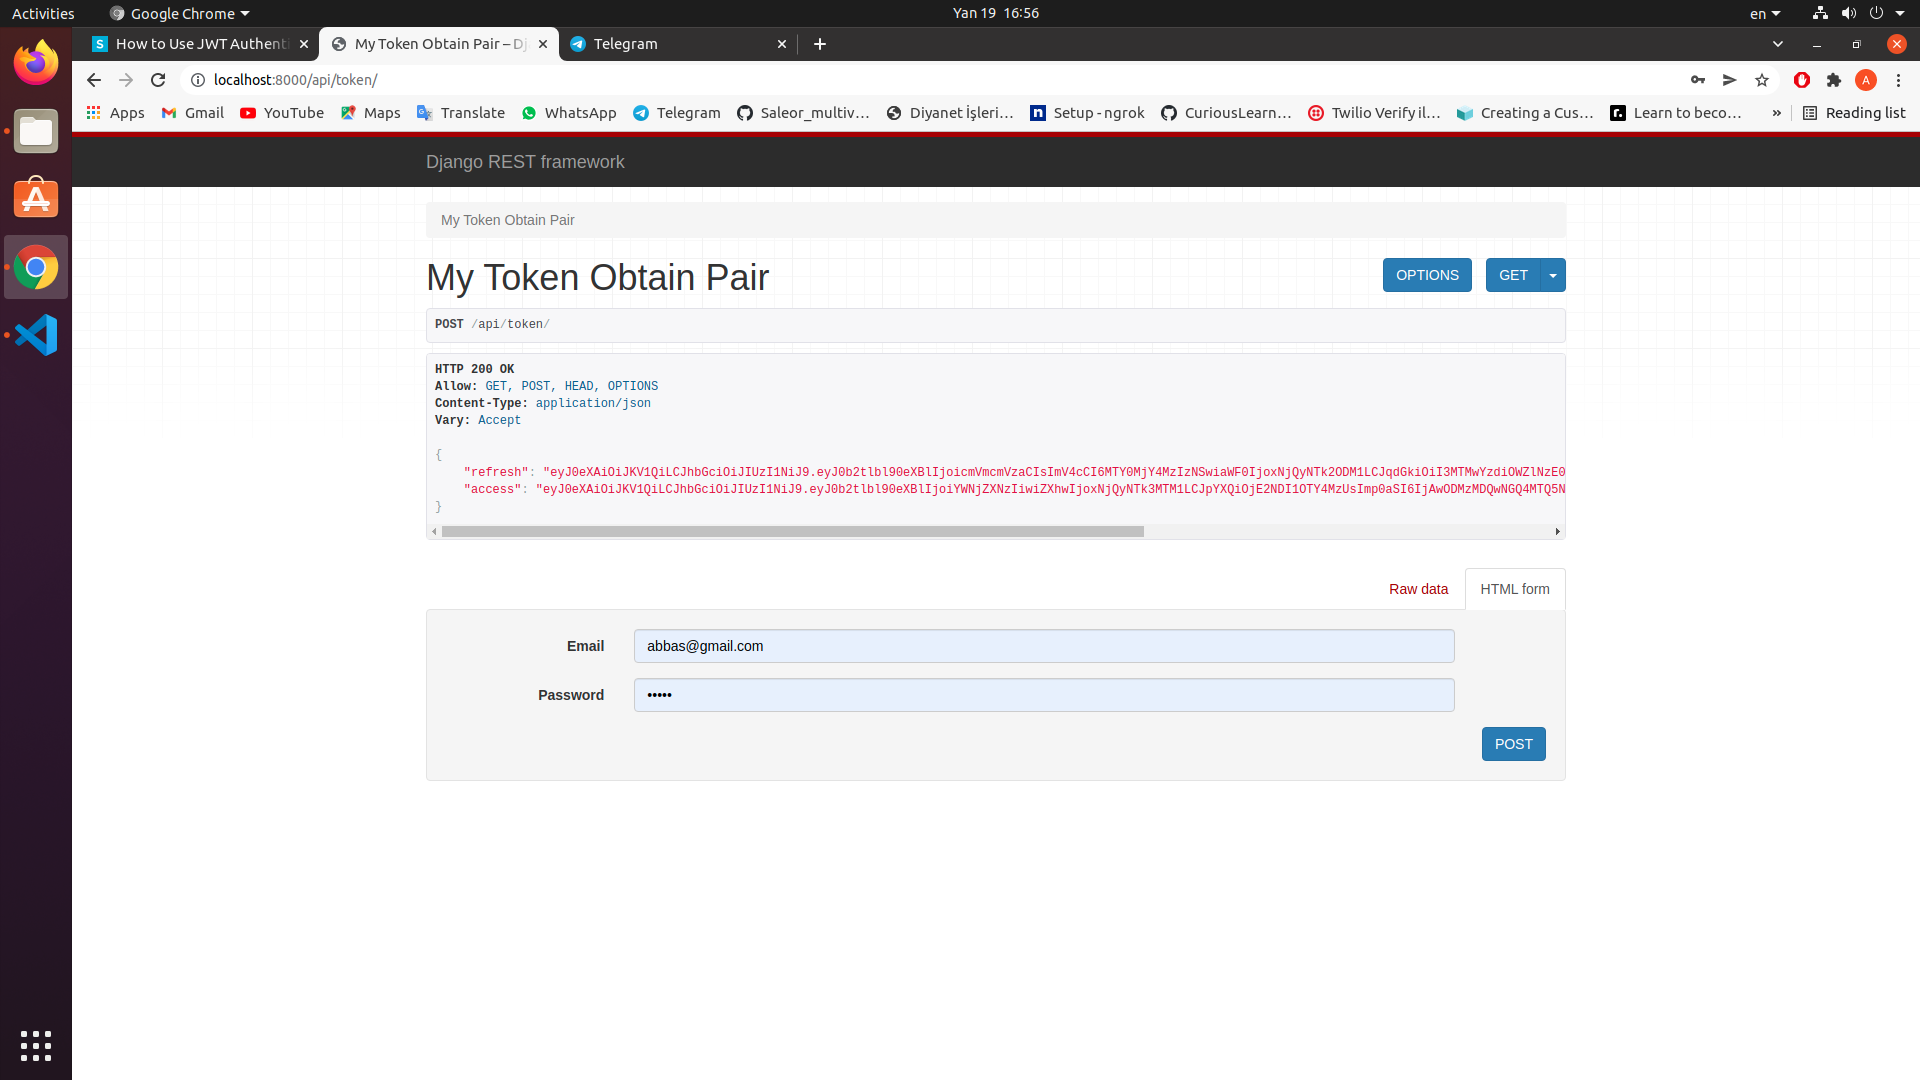 Activities
Google Chrome
Yan 19 16:56
en
How to Use JWT Authenti
My Token Obtain Pair – Dj
Telegram
localhost:8000/api/token/
A
Apps
Gmail
YouTube
Maps
Translate
WhatsApp
Telegram
Saleor_multiv…
Diyanet İşleri…
Setup - ngrok
CuriousLearn…
Twilio Verify il…
Creating a Cus…
Learn to beco…
»
Reading list
Django REST framework
My Token Obtain Pair
My Token Obtain Pair
OPTIONS
GET
POST /api/token/
HTTP 200 OK
Allow: GET, POST, HEAD, OPTIONS
Content-Type: application/json
Vary: Accept
{
"refresh": "eyJ0eXAiOiJKV1QiLCJhbGciOiJIUzI1NiJ9.eyJ0b2tlbl90eXBlIjoicmVmcmVzaCIsImV4cCI6MTY0MjY4MzIzNSwiaWF0IjoxNjQyNTk2ODM1LCJqdGkiOiI3MTMwYzdiOWZlNzE0
"access": "eyJ0eXAiOiJKV1QiLCJhbGciOiJIUzI1NiJ9.eyJ0b2tlbl90eXBlIjoiYWNjZXNzIiwiZXhwIjoxNjQyNTk3MTM1LCJpYXQiOjE2NDI1OTY4MzUsImp0aSI6IjAwODMzMDQwNGQ4MTQ5N
}
Raw data
HTML form
Email
abbas@gmail.com
Password
•••••
POST